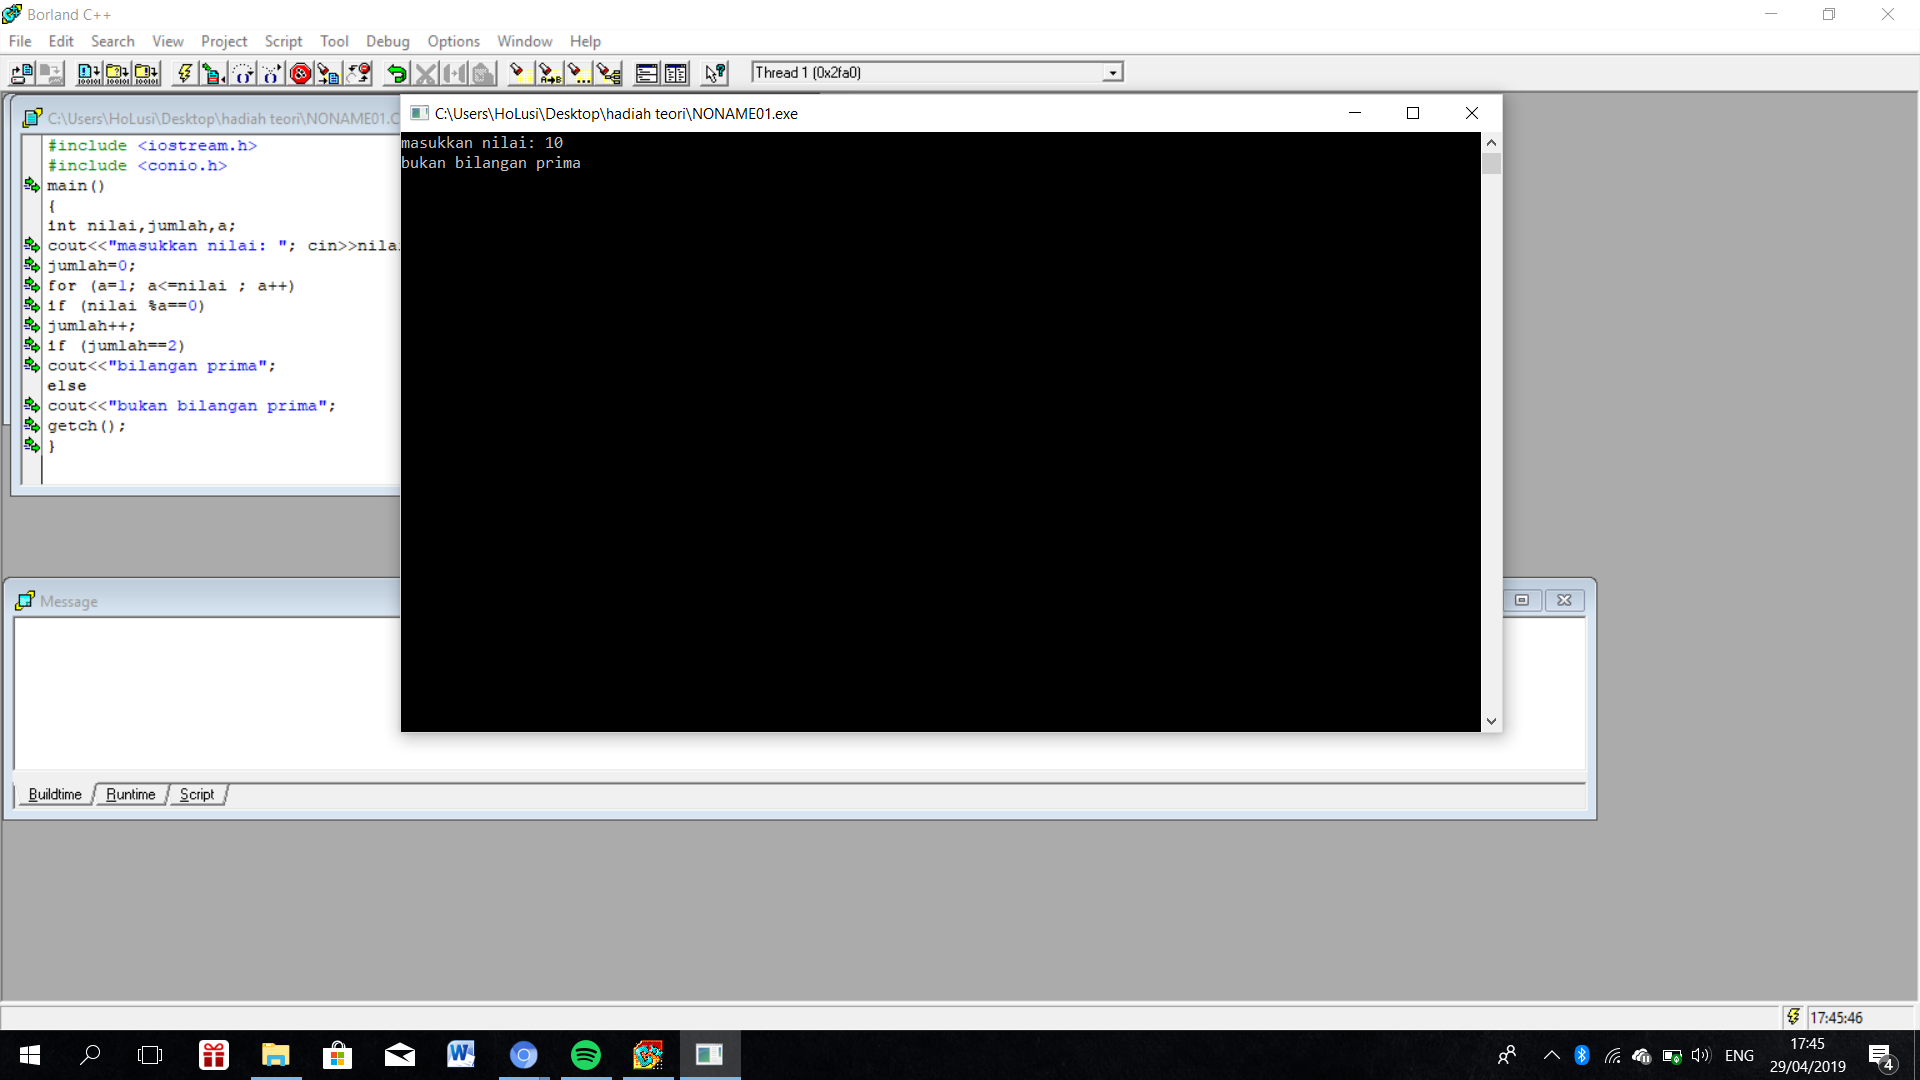 Borland C++
File Edit Search View Project Script Tool Debug Options Window Help
Thread 1 (0x2fa0)
C:\Users\HoLusi\Desktop\hadiah teori\NONAME01.C
#include <iostream.h>
#include <conio.h>
main()
{
int nilai,jumlah,a;
cout<<"masukkan nilai: "; cin>>nilai
jumlah=0;
for (a=1; a<=nilai ; a++)
if (nilai %a==0)
jumlah++;
if (jumlah==2)
cout<<"bilangan prima";
else
cout<<"bukan bilangan prima";
getch();
}
C:\Users\HoLusi\Desktop\hadiah teori\NONAME01.exe
masukkan nilai: 10
bukan bilangan prima
Message
Buildtime Runtime Script
17:45:46
ENG
17:45
29/04/2019
4